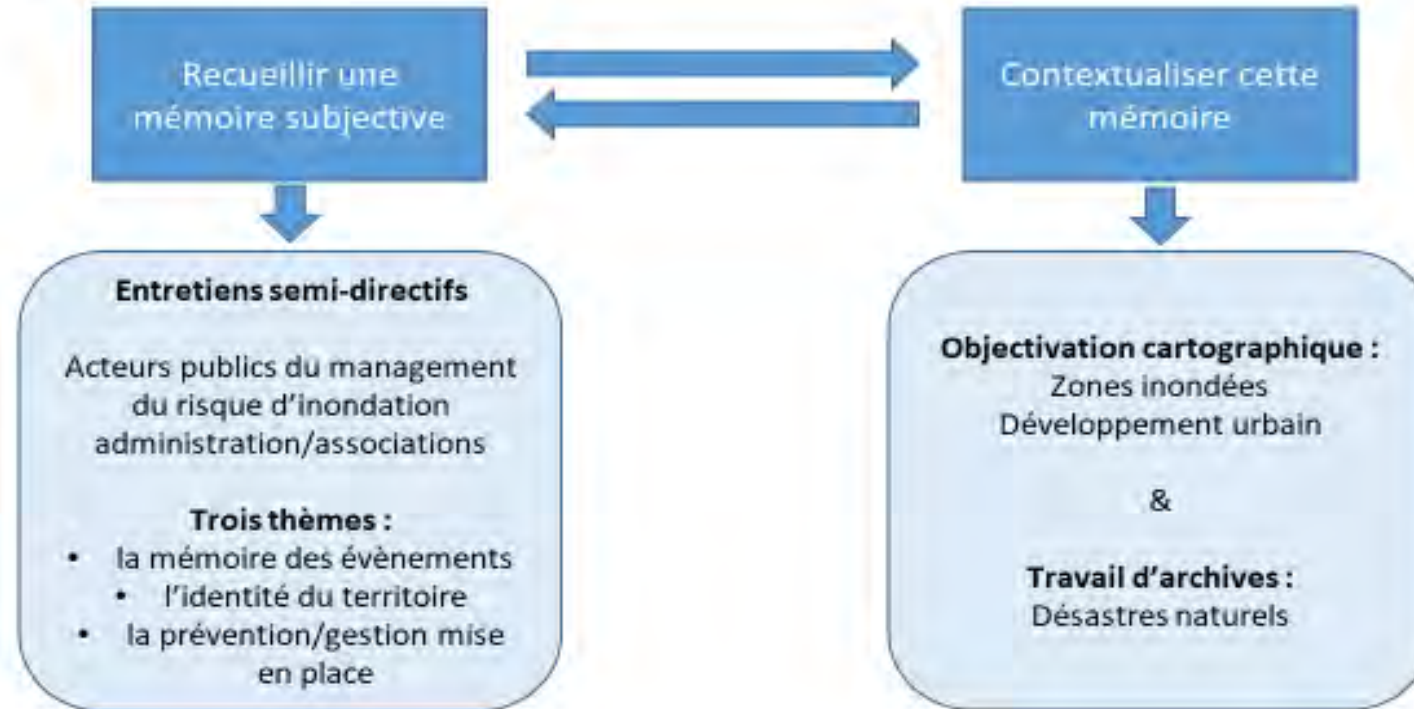 Recueillir une
mémoire subjective
Contextualiser cette
mémoire
Entretiens semi-directifs
Acteurs publics du management
du risque d'inondation
administration/associations
Trois thèmes :
• la mémoire des évènements
• l'identité du territoire
• la prévention/gestion mise
en place
Objectivation cartographique :
Zones inondées
Développement urbain
&
Travail d'archives :
Désastres naturels